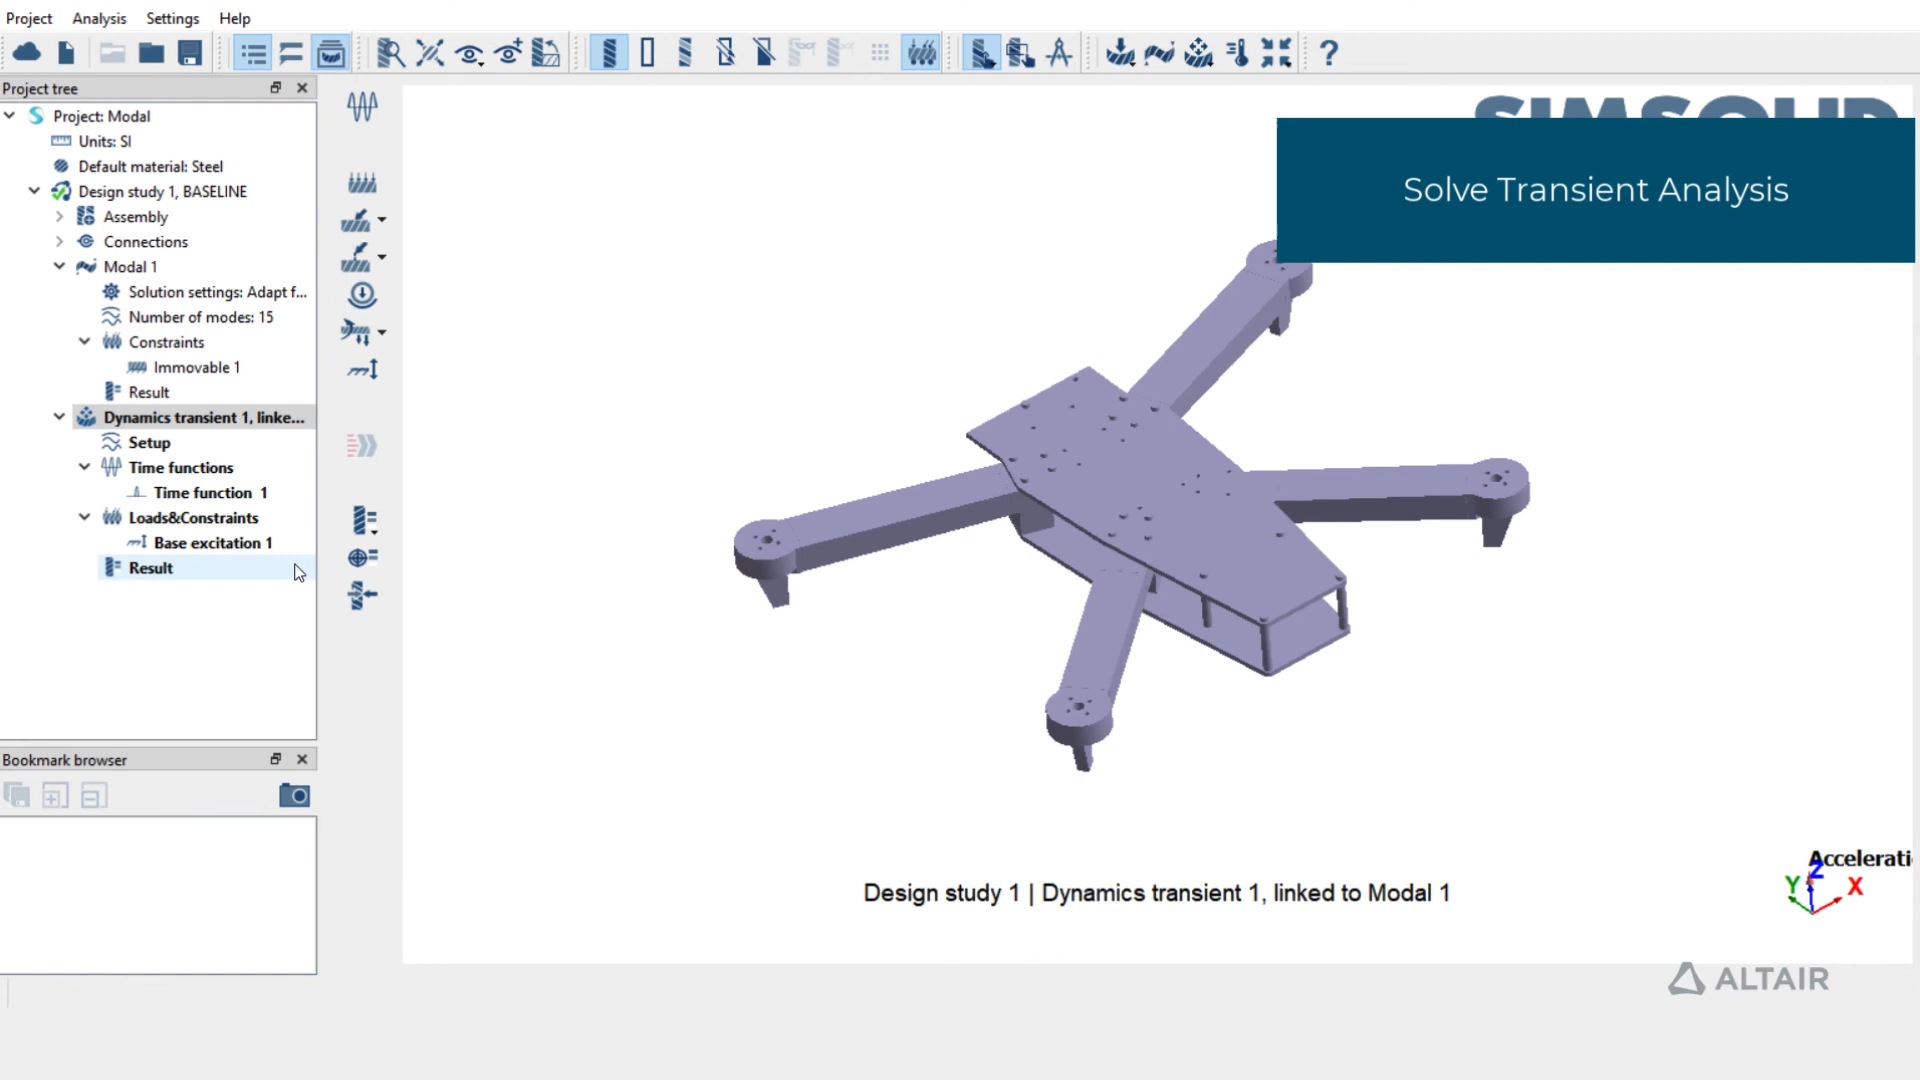 Project Analysis Settings Help
Project tree
Project: Modal
Units: SI
Default material: Steel
Design study 1, BASELINE
Assembly
Connections
Modal 1
Solution settings: Adapt f...
Number of modes: 15
Constraints
Immovable 1
Result
Dynamics transient 1, linke...
Setup
Time functions
Time function 1
Loads&Constraints
Base excitation 1
Result
Bookmark browser
SIMSOLID
Solve Transient Analysis
Design study 1 | Dynamics transient 1, linked to Modal 1
Accelerati
Z
Y X
ALTAIR